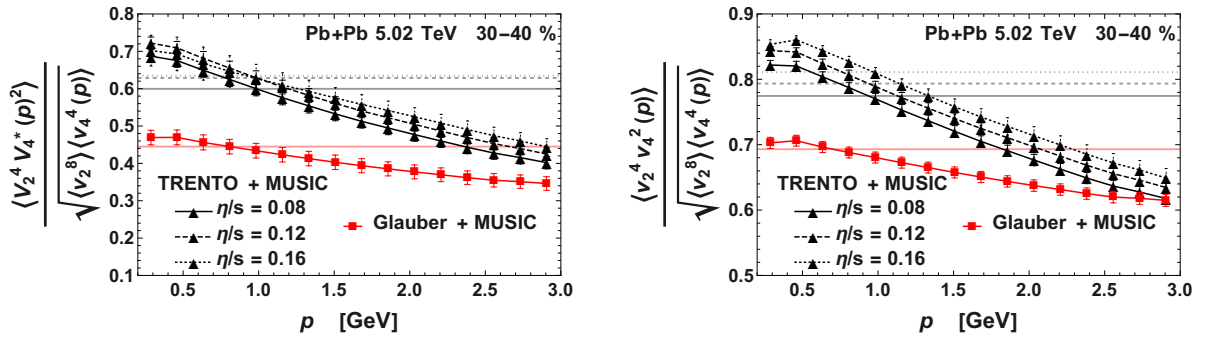 ⟨V₂⁴ V₄*(p)²⟩
√⟨v₂⁸⟩⟨v₄⁴(p)⟩
0.8
0.7
0.6
0.5
0.4
0.3
0.2
0.1
Pb+Pb 5.02 TeV 30−40 %
TRENTO + MUSIC
η/s = 0.08
η/s = 0.12
η/s = 0.16
Glauber + MUSIC
0.5 1.0 1.5 2.0 2.5 3.0
p [GeV]
⟨v₂⁴ v₄²(p)⟩
√⟨v₂⁸⟩⟨v₄⁴(p)⟩
0.9
0.8
0.7
0.6
0.5
Pb+Pb 5.02 TeV 30−40 %
TRENTO + MUSIC
η/s = 0.08
η/s = 0.12
η/s = 0.16
Glauber + MUSIC
0.5 1.0 1.5 2.0 2.5 3.0
p [GeV]